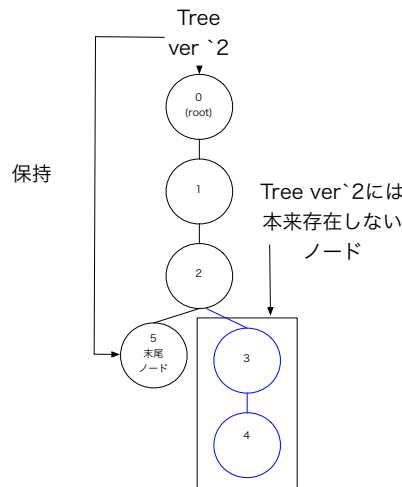 Tree
ver `2
0
(root)
1
保持
Tree ver`2には
本来存在しない
ノード
2
5
末尾
ノード
3
4